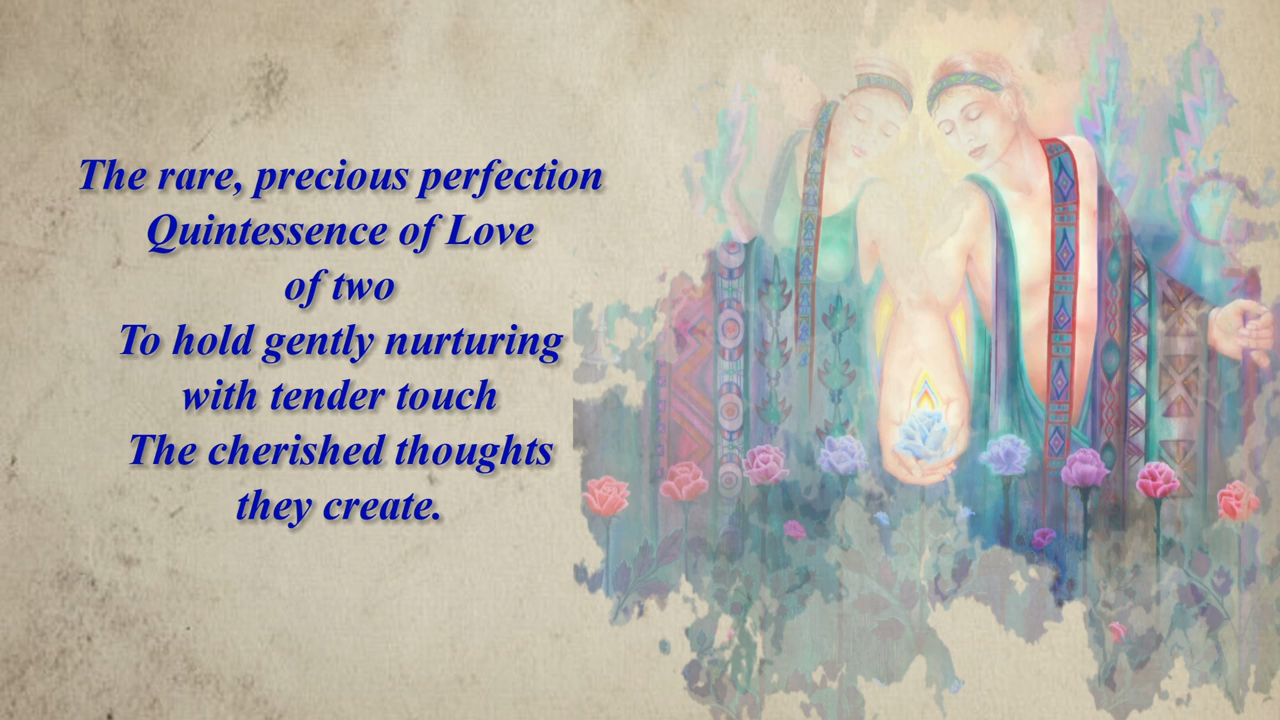 The rare, precious perfection
Quintessence of Love
of two
To hold gently nurturing
with tender touch
The cherished thoughts
they create.